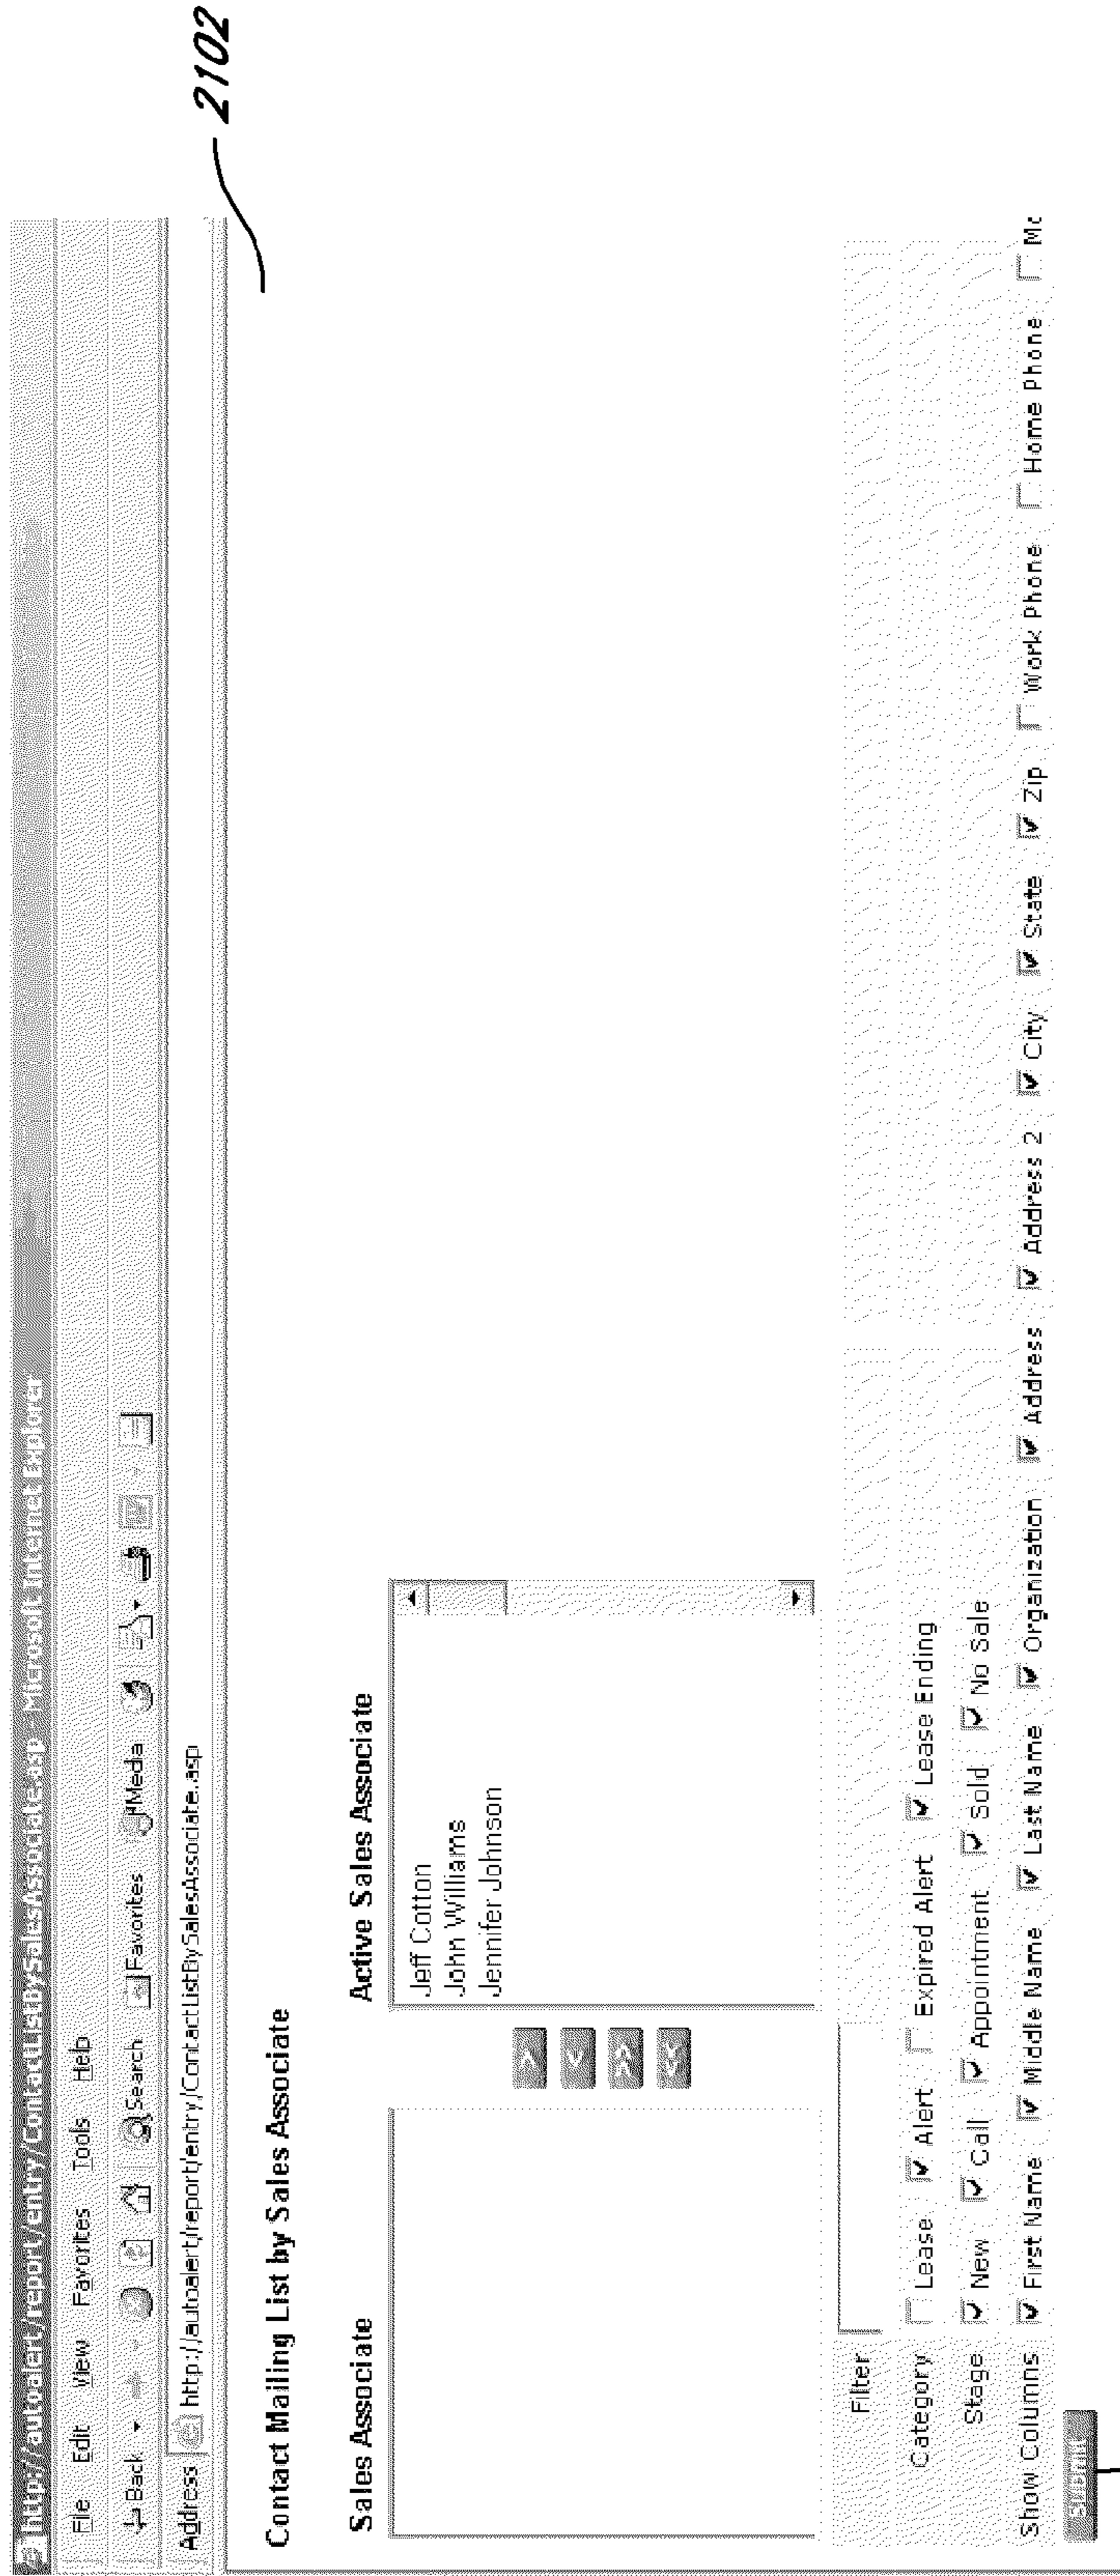 http://autoalert/report/entry/ContactListBySalesAssociate.asp - Microsoft Internet Explorer
File Edit View Favorites Tools Help
Back Search Favorites Media
Address http://autoalert/report/entry/ContactListBySalesAssociate.asp
2102
Contact Mailing List by Sales Associate
Sales Associate Active Sales Associate
Jeff Cotton
John Williams
Jennifer Johnson
>
<
>>
<<
Filter
Category Lease Alert Expired Alert Lease Ending
Stage New Call Appointment Sold No Sale
Show Columns First Name Middle Name Last Name Organization Address Address 2 City State Zip Work Phone Home Phone Mo
Submit